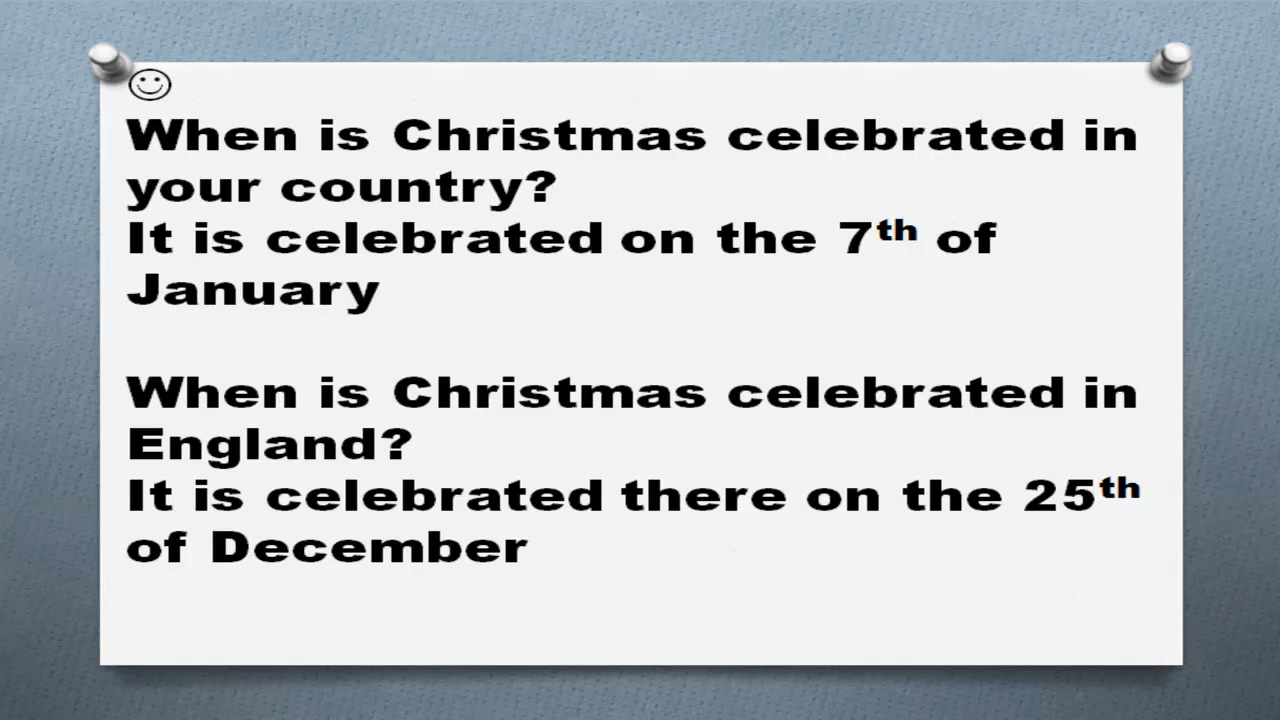 When is Christmas celebrated in
your country?
It is celebrated on the 7th of
January
When is Christmas celebrated in
England?
It is celebrated there on the 25th
of December